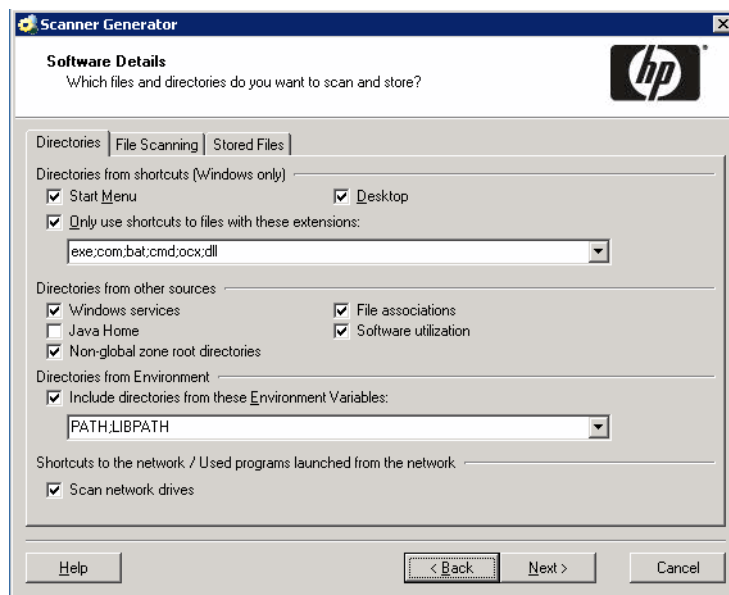 Scanner Generator
Software Details
Which files and directories do you want to scan and store?
hp
Directories File Scanning Stored Files
Directories from shortcuts (Windows only)
Start Menu Desktop
Only use shortcuts to files with these extensions:
exe;com;bat;cmd;ocx;dll
Directories from other sources
Windows services File associations
Java Home Software utilization
Non-global zone root directories
Directories from Environment
Include directories from these Environment Variables:
PATH;LIBPATH
Shortcuts to the network / Used programs launched from the network
Scan network drives
Help < Back Next > Cancel